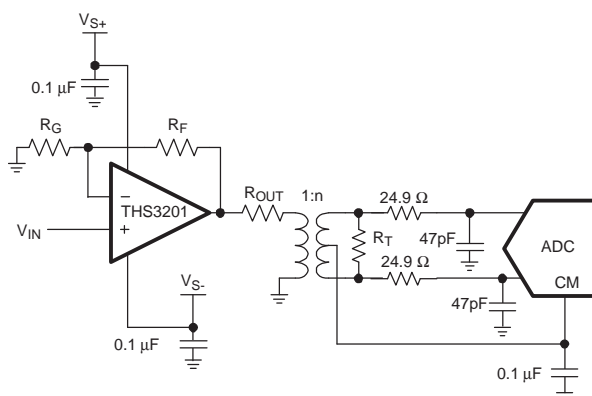 VS+
0.1 μF
RG
RF
1:n
24.9 Ω
ROUT
THS3201
−
+
VIN
RT
47pF
ADC
24.9 Ω
CM
VS-
47pF
0.1 μF
0.1 μF